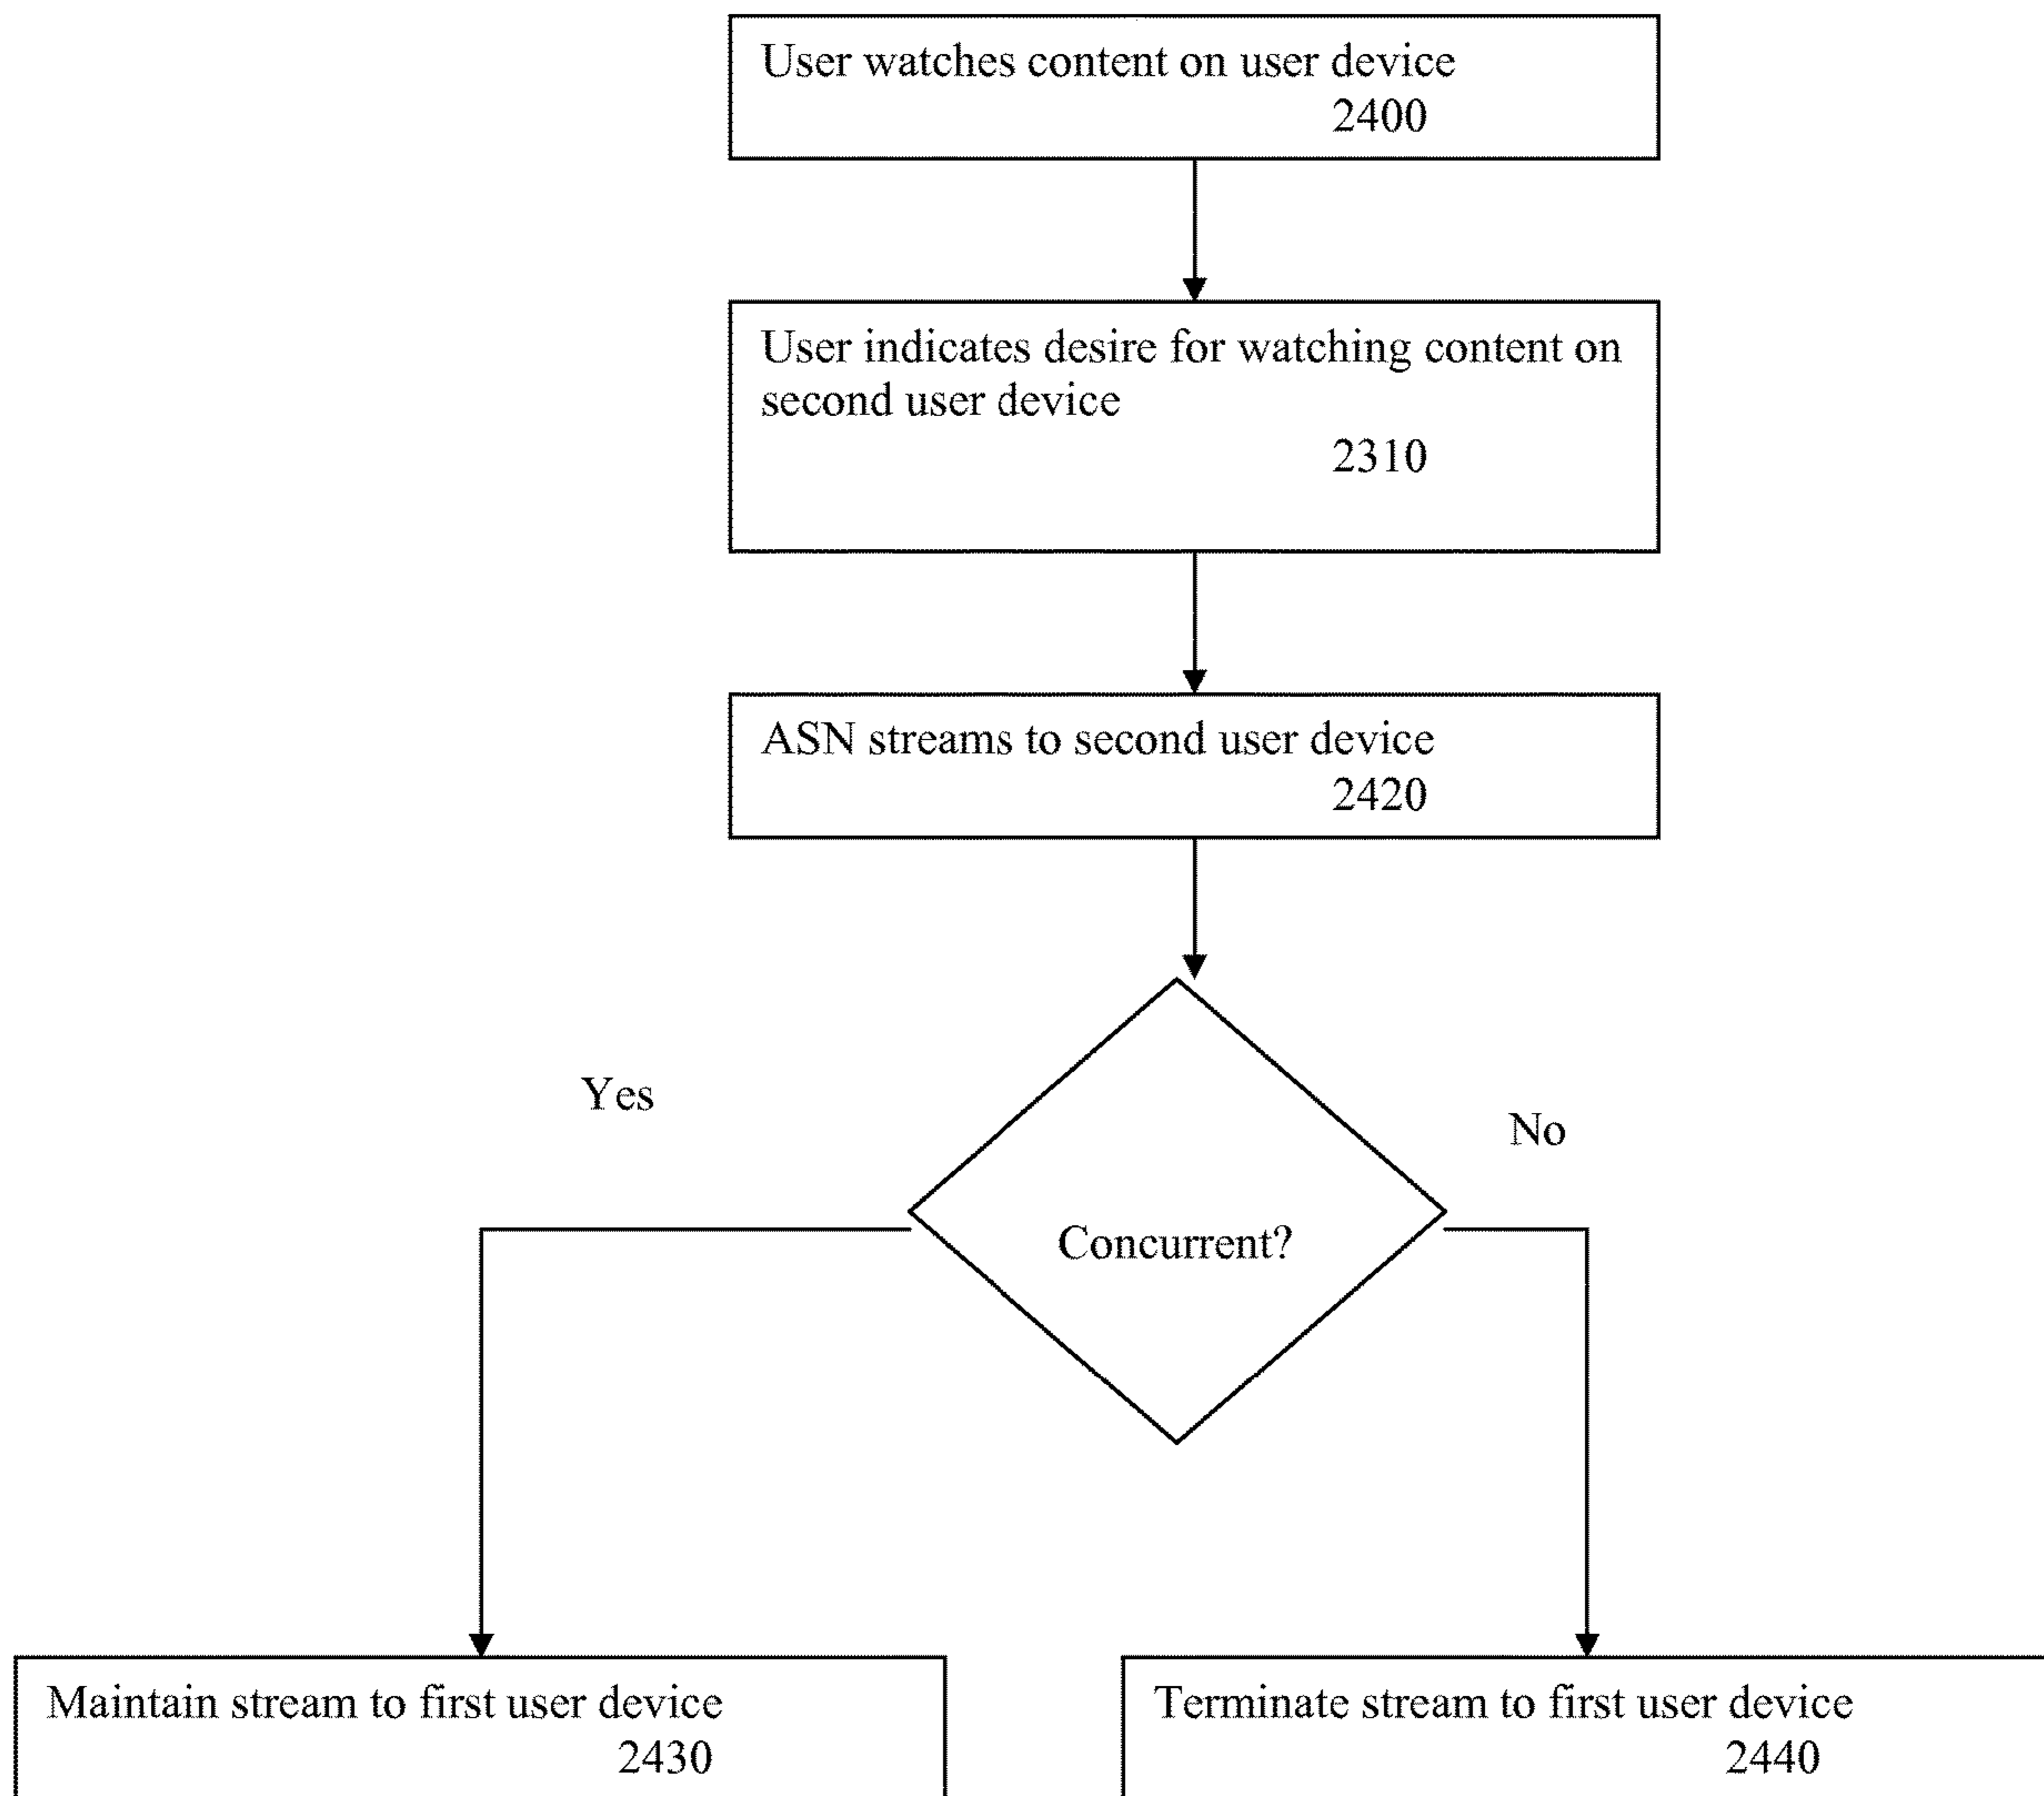 User watches content on user device
2400
User indicates desire for watching content on
second user device
2310
ASN streams to second user device
2420
Yes
No
Concurrent?
Maintain stream to first user device
2430
Terminate stream to first user device
2440